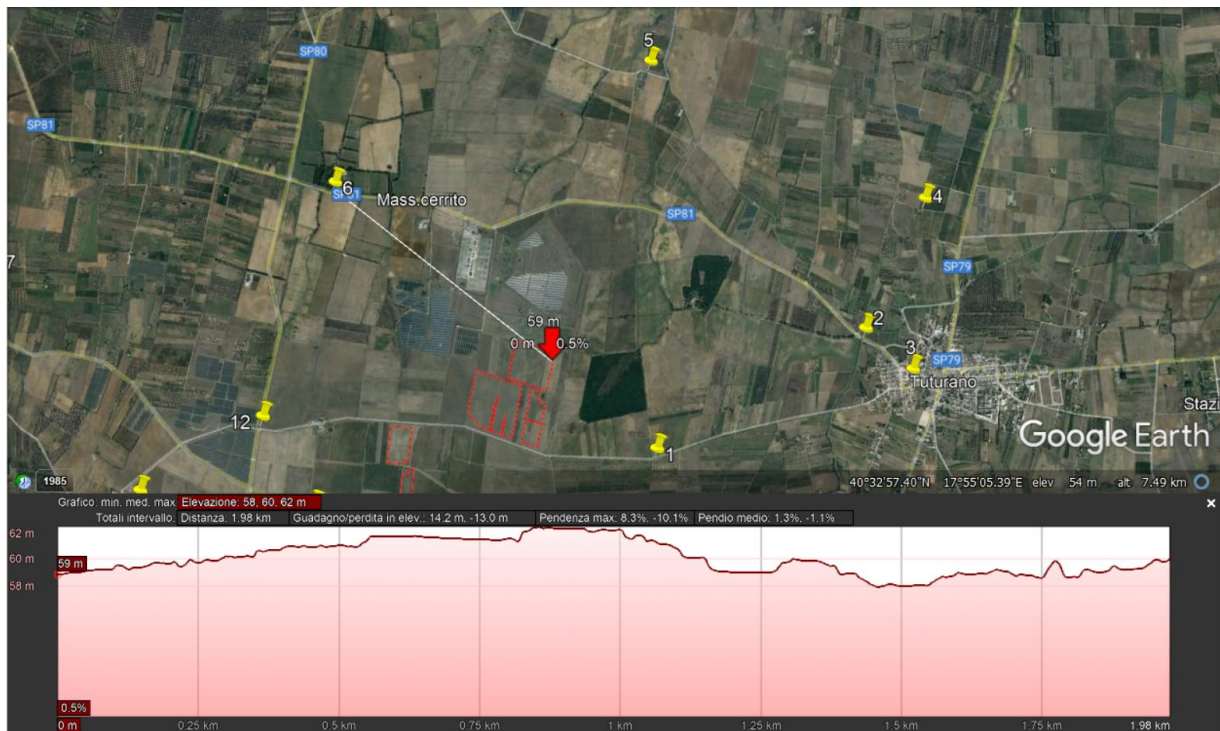 5
SP80
SP81
6
SP81
Mass.cerrito
4
SP81
7
SP79
59 m
2
0 m
0.5%
3
SP79
Tuturano
Stazi
12
Google Earth
1
1985
40°32'57.40"N 17°55'05.39"E elev 54 m alt 7.49 km
Grafico: min. med. max Elevazione: 58, 60, 62 m
Totali intervallo: Distanza: 1.98 km Guadagno/perdita in elev.: 14.2 m. -13.0 m Pendenza max: 8.3%, -10.1% Pendio medio: 1.3%, -1.1%
62 m
60 m
59 m
58 m
0.5%
0 m 0.25 km 0.5 km 0.75 km 1 km 1.25 km 1.5 km 1.75 km 1.98 km